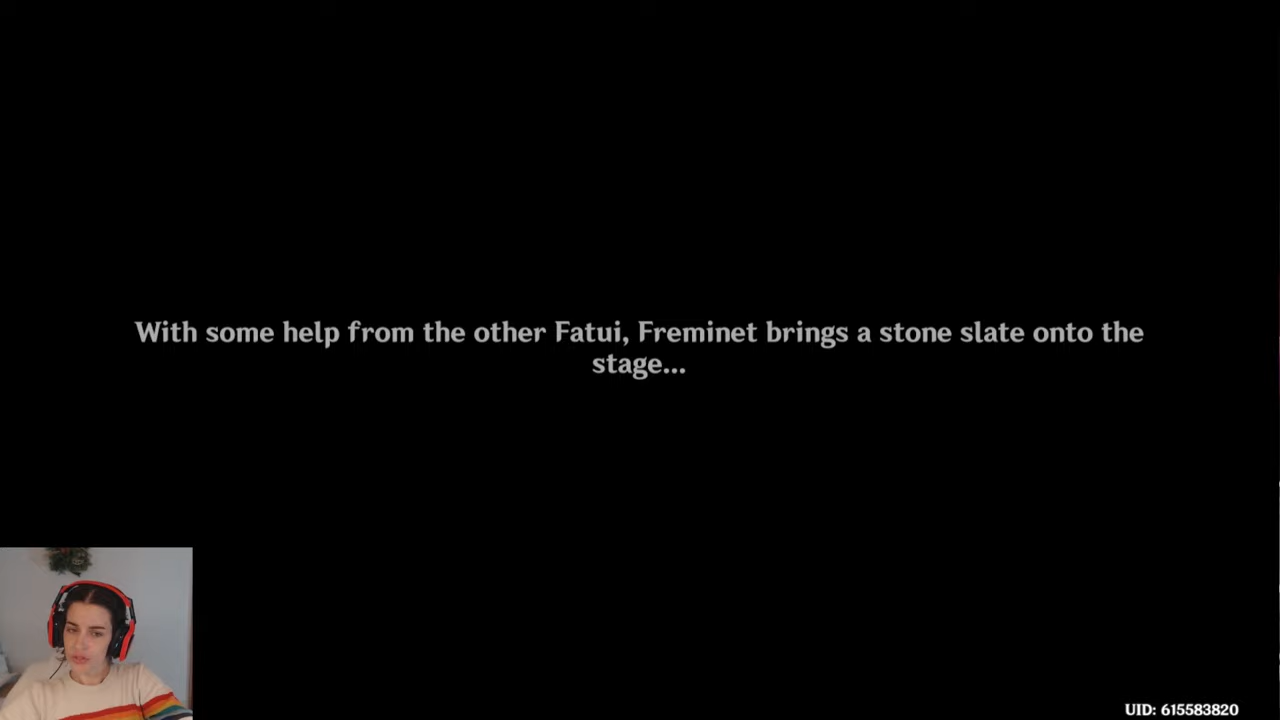 With some help from the other Fatui, Freminet brings a stone slate onto the
stage...
UID: 615583820